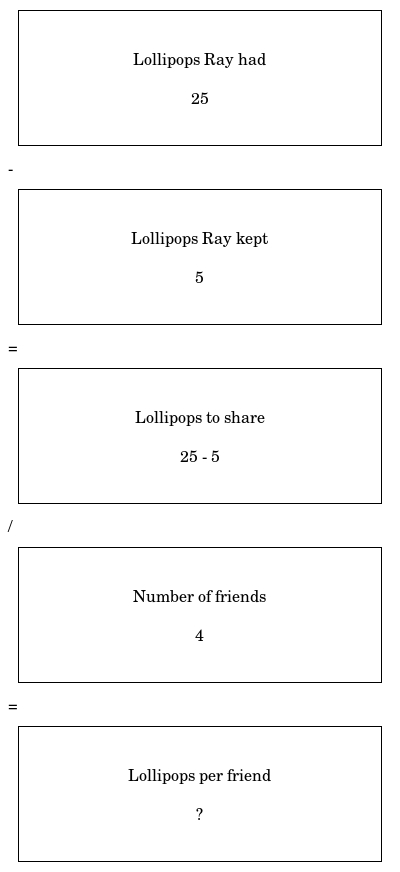 Lollipops Ray had
25
-
Lollipops Ray kept
5
=
Lollipops to share
25 - 5
/
Number of friends
4
=
Lollipops per friend
?